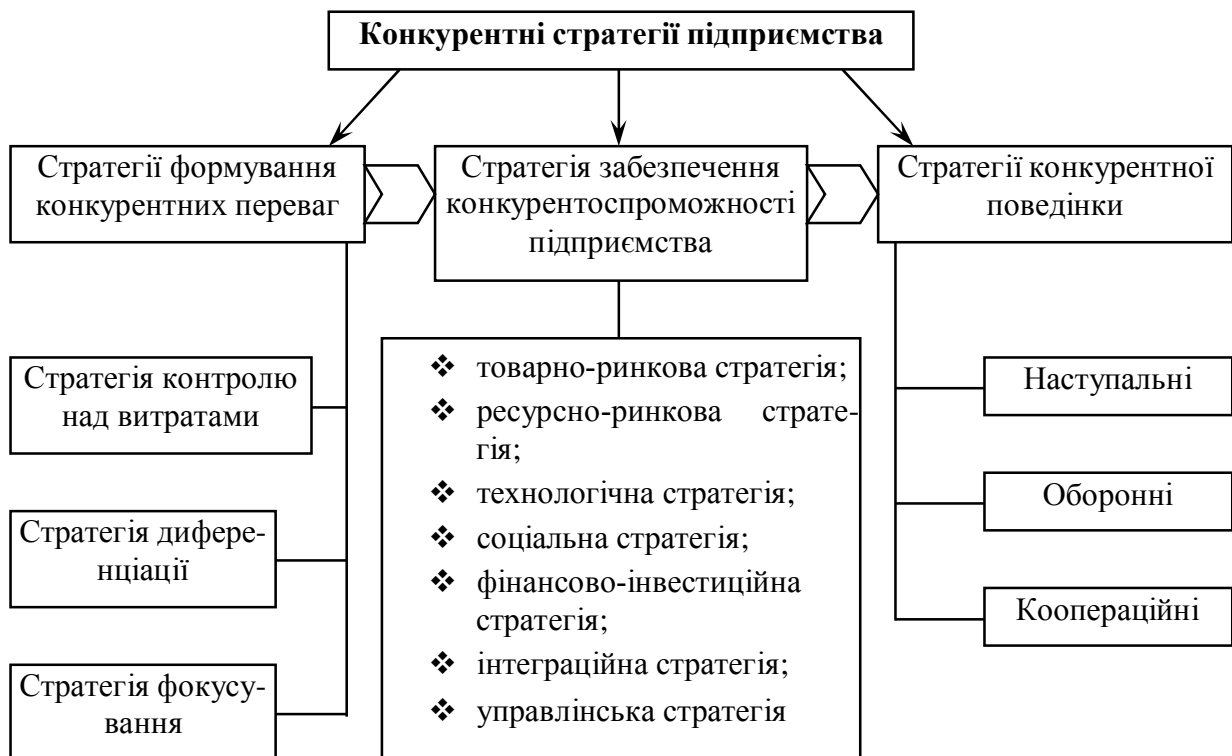 Конкурентні стратегії підприємства
Стратегії формування
конкурентних переваг
Стратегія забезпечення
конкурентоспроможності
підприємства
Стратегії конкурентної
поведінки
Стратегія контролю
над витратами
Стратегія дифере-
нціації
Стратегія фокусу-
вання
❖ товарно-ринкова стратегія;
❖ ресурсно-ринкова страте-
гія;
❖ технологічна стратегія;
❖ соціальна стратегія;
❖ фінансово-інвестиційна
стратегія;
❖ інтеграційна стратегія;
❖ управлінська стратегія
Наступальні
Оборонні
Коопераційні